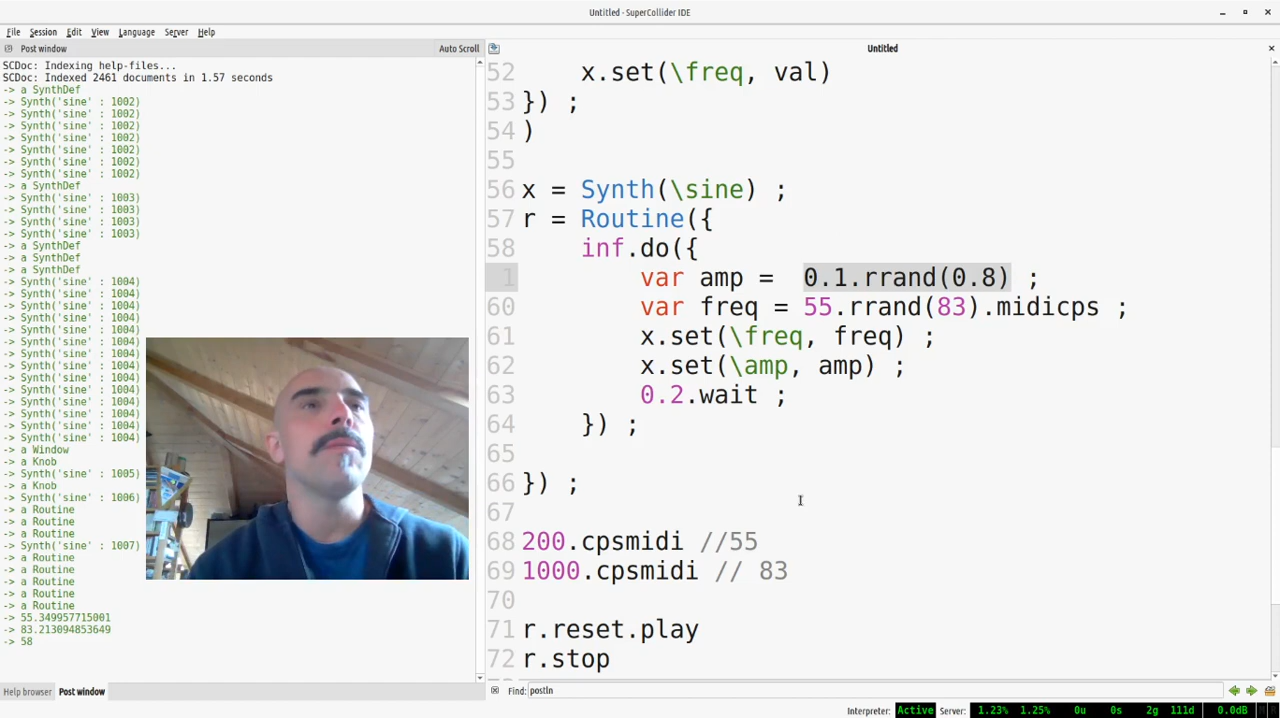 Untitled - SuperCollider IDE
File Session Edit View Language Server Help
Post window
Auto Scroll
Untitled
SCDoc: Indexing help-files...
SCDoc: Indexed 2461 documents in 1.57 seconds
-> a SynthDef
-> Synth('sine' : 1002)
-> Synth('sine' : 1002)
-> Synth('sine' : 1002)
-> Synth('sine' : 1002)
-> Synth('sine' : 1002)
-> Synth('sine' : 1002)
-> Synth('sine' : 1002)
-> a SynthDef
-> Synth('sine' : 1003)
-> Synth('sine' : 1003)
-> Synth('sine' : 1003)
-> Synth('sine' : 1003)
-> a SynthDef
-> a SynthDef
-> a SynthDef
-> Synth('sine' : 1004)
-> Synth('sine' : 1004)
-> Synth('sine' : 1004)
-> Synth('sine' : 1004)
-> Synth('sine' : 1004)
-> Synth('sine' : 1004)
-> Synth('sine' : 1004)
-> Synth('sine' : 1004)
-> Synth('sine' : 1004)
-> Synth('sine' : 1004)
-> Synth('sine' : 1004)
-> Synth('sine' : 1004)
-> Synth('sine' : 1004)
-> Synth('sine' : 1004)
-> a Window
-> a Knob
-> Synth('sine' : 1005)
-> a Knob
-> Synth('sine' : 1006)
-> a Routine
-> a Routine
-> a Routine
-> Synth('sine' : 1007)
-> a Routine
-> a Routine
-> a Routine
-> a Routine
-> a Routine
-> 55.349957715001
-> 83.213094853649
-> 58
52 x.set(\freq, val)
53 }) ;
54 )
55
56 x = Synth(\sine) ;
57 r = Routine({
58 inf.do({
1 var amp =  0.1.rrand(0.8) ;
60 var freq = 55.rrand(83).midicps ;
61 x.set(\freq, freq) ;
62 x.set(\amp, amp) ;
63 0.2.wait ;
64 }) ;
65
66 }) ;
67
68 200.cpsmidi //55
69 1000.cpsmidi // 83
70
71 r.reset.play
72 r.stop
Help browser Post window
Find: postln
Interpreter: Active Server: 1.23% 1.25% 0u 0s 2g 111d 0.0dB